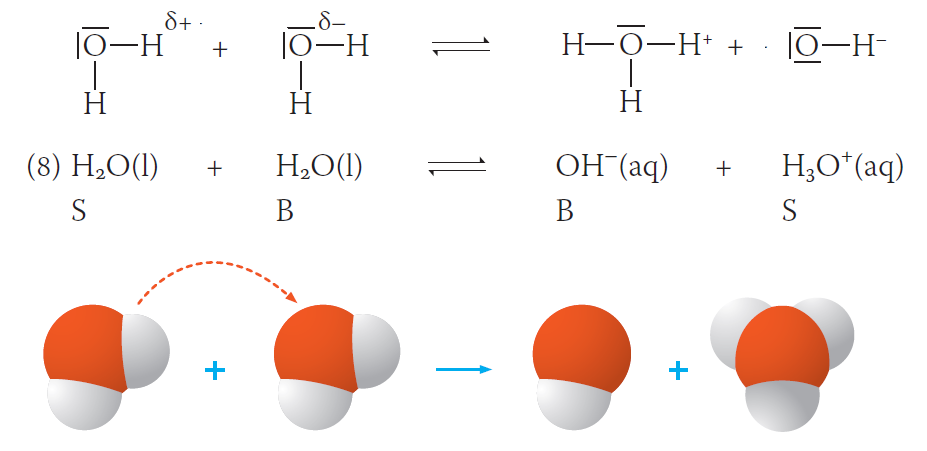 δ+ · δ–
|O—H + |O—H ⇌ H—O—H⁺ + · |O—H⁻
H H H
(8) H₂O(l) + H₂O(l) ⇌ OH⁻(aq) + H₃O⁺(aq)
S B B S
+ → +